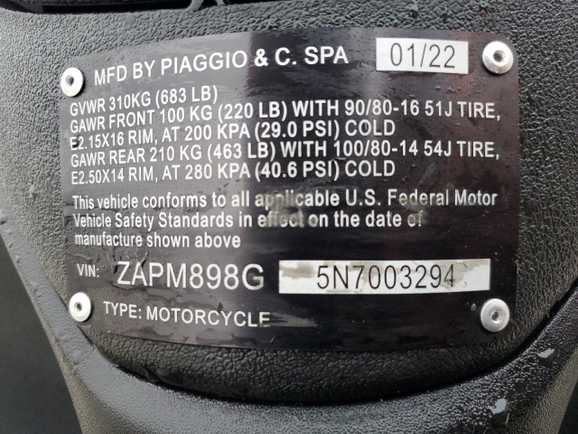 MFD BY PIAGGIO & C. SPA 01/22
GVWR 310KG (683 LB)
GAWR FRONT 100 KG (220 LB) WITH 90/80-16 51J TIRE,
E2.15X16 RIM, AT 200 KPA (29.0 PSI) COLD
GAWR REAR 210 KG (463 LB) WITH 100/80-14 54J TIRE,
E2.50X14 RIM, AT 280 KPA (40.6 PSI) COLD
This vehicle conforms to all applicable U.S. Federal Motor
Vehicle Safety Standards in effect on the date of
manufacture shown above
VIN: ZAPM898G 5N7003294
TYPE: MOTORCYCLE